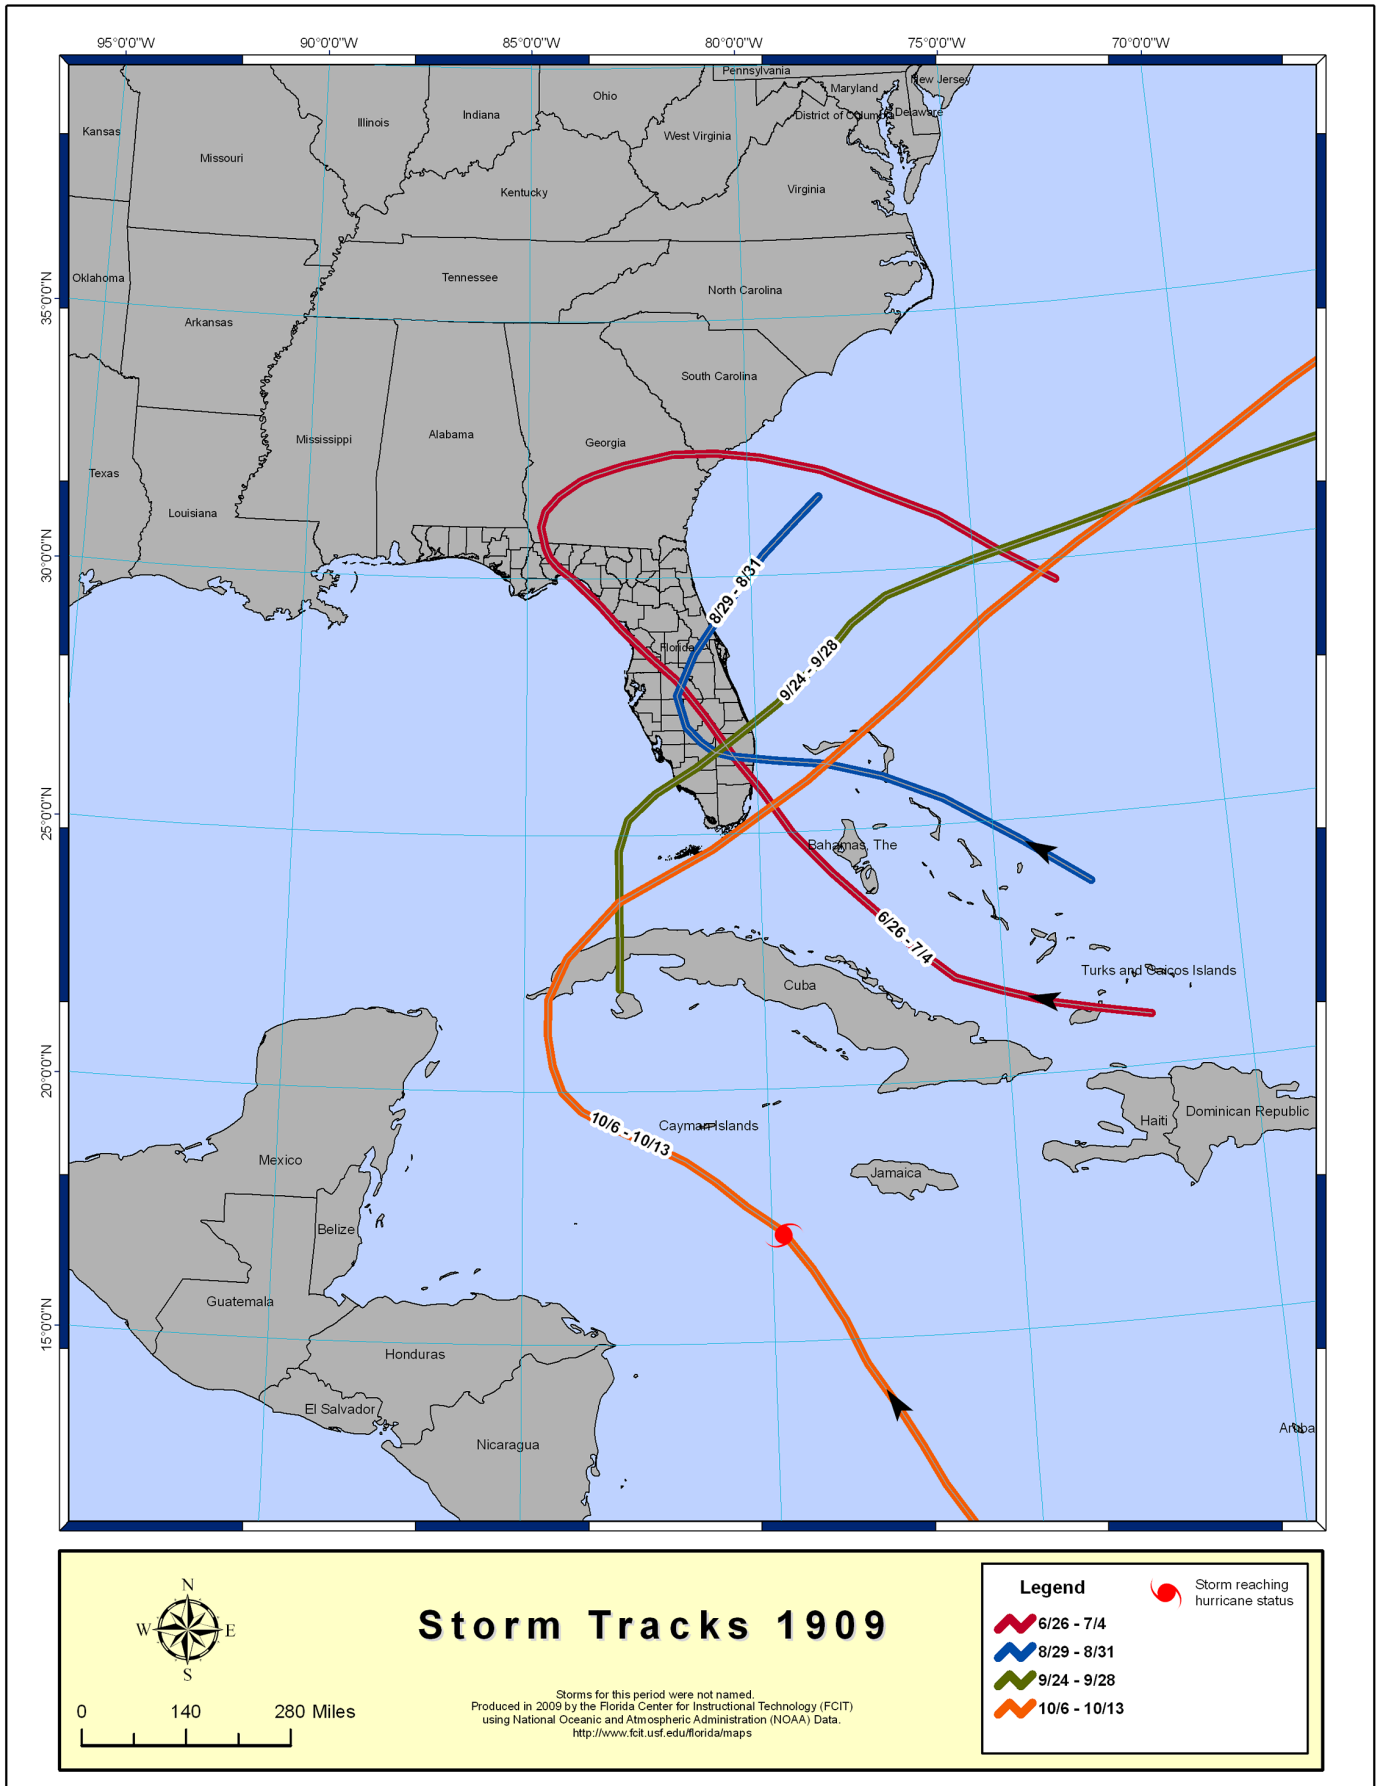 95°0'0"W 90°0'0"W 85°0'0"W 80°0'0"W 75°0'0"W 70°0'0"W
Pennsylvania
New Jersey
Maryland
Ohio
District of Columbia
Delaware
Indiana
Illinois
Kansas
West Virginia
Missouri
Virginia
Kentucky
35°0'0"N
Oklahoma
Tennessee
North Carolina
Arkansas
South Carolina
Alabama
Mississippi
Georgia
Texas
Louisiana
30°0'0"N
8/29 - 8/31
Florida
9/24 - 9/28
25°0'0"N
Bahamas, The
6/26 - 7/4
Turks and Caicos Islands
Cuba
20°0'0"N
Haiti
Dominican Republic
10/6 - 10/13
Cayman Islands
Mexico
Jamaica
Belize
Guatemala
15°0'0"N
Honduras
El Salvador
Aruba
Nicaragua
N
W E
S
0 140 280 Miles
Storm Tracks 1909
Storms for this period were not named.
Produced in 2009 by the Florida Center for Instructional Technology (FCIT)
using National Oceanic and Atmospheric Administration (NOAA) Data.
http://www.fcit.usf.edu/florida/maps
Legend
6/26 - 7/4
8/29 - 8/31
9/24 - 9/28
10/6 - 10/13
Storm reaching
hurricane status